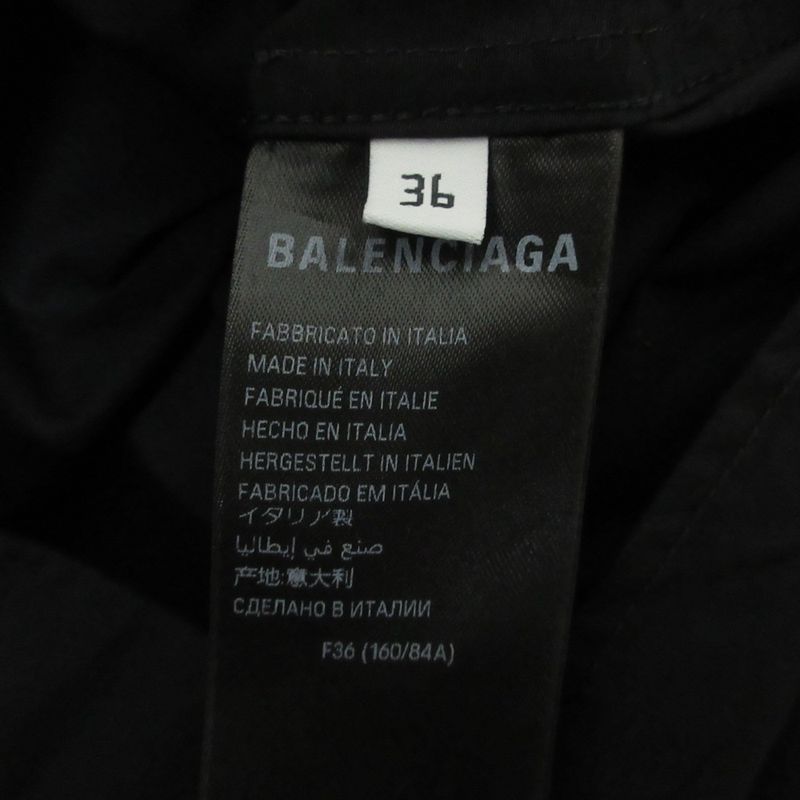 36
BALENCIAGA
FABBRICATO IN ITALIA
MADE IN ITALY
FABRIQUÉ EN ITALIE
HECHO EN ITALIA
HERGESTELLT IN ITALIEN
FABRICADO EM ITÁLIA
イタリア製
صنع في إيطاليا
产地:意大利
СДЕЛАНО В ИТАЛИИ
F36 (160/84A)